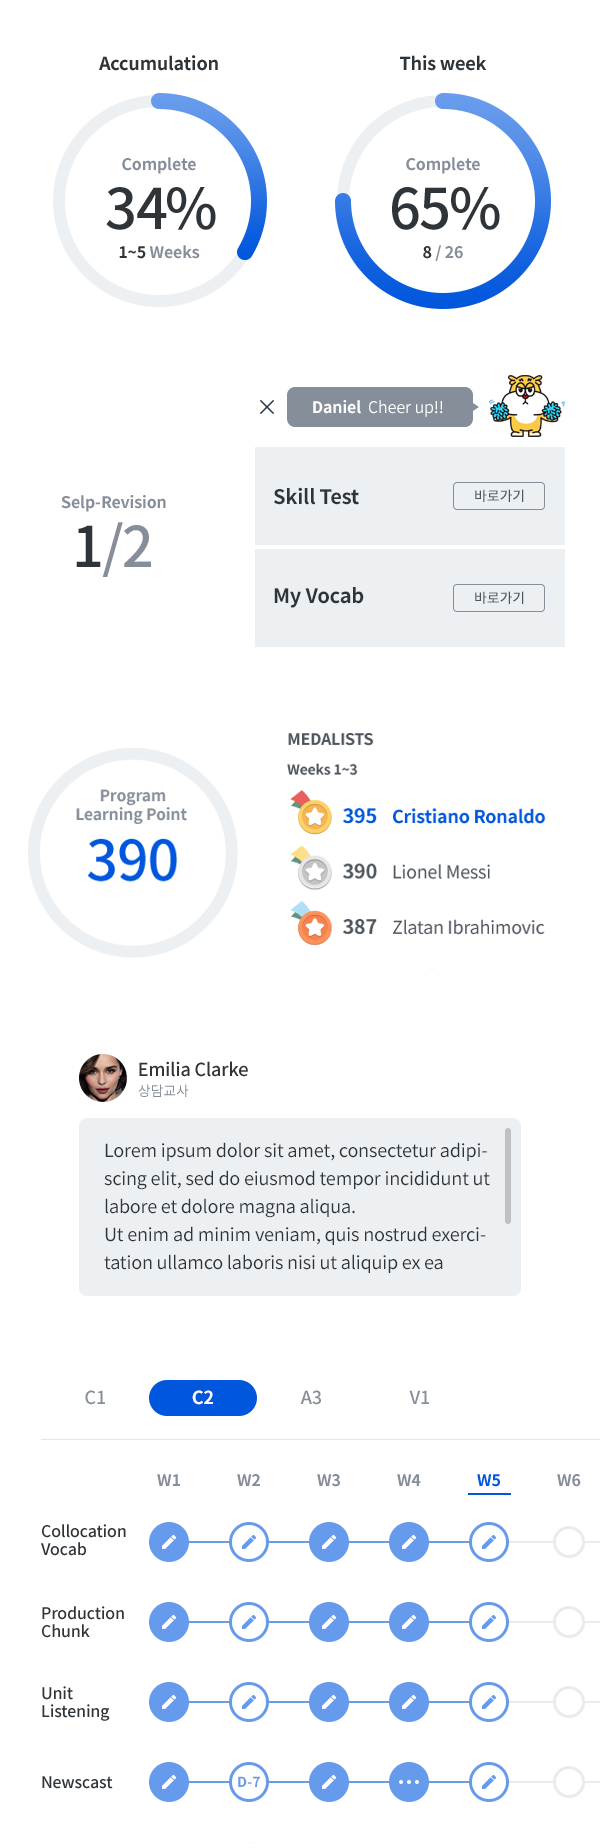 Accumulation
This week
Complete
34%
1~5 Weeks
Complete
65%
8 / 26
Daniel Cheer up!!
Selp-Revision
1/2
Skill Test
바로가기
My Vocab
바로가기
Program
Learning Point
390
MEDALISTS
Weeks 1~3
395 Cristiano Ronaldo
390 Lionel Messi
387 Zlatan Ibrahimovic
Emilia Clarke
상담교사
Lorem ipsum dolor sit amet, consectetur adipi-
scing elit, sed do eiusmod tempor incididunt ut
labore et dolore magna aliqua.
Ut enim ad minim veniam, quis nostrud exerci-
tation ullamco laboris nisi ut aliquip ex ea
C1 C2 A3 V1
W1 W2 W3 W4 W5 W6
Collocation
Vocab
Production
Chunk
Unit
Listening
Newscast
D-7